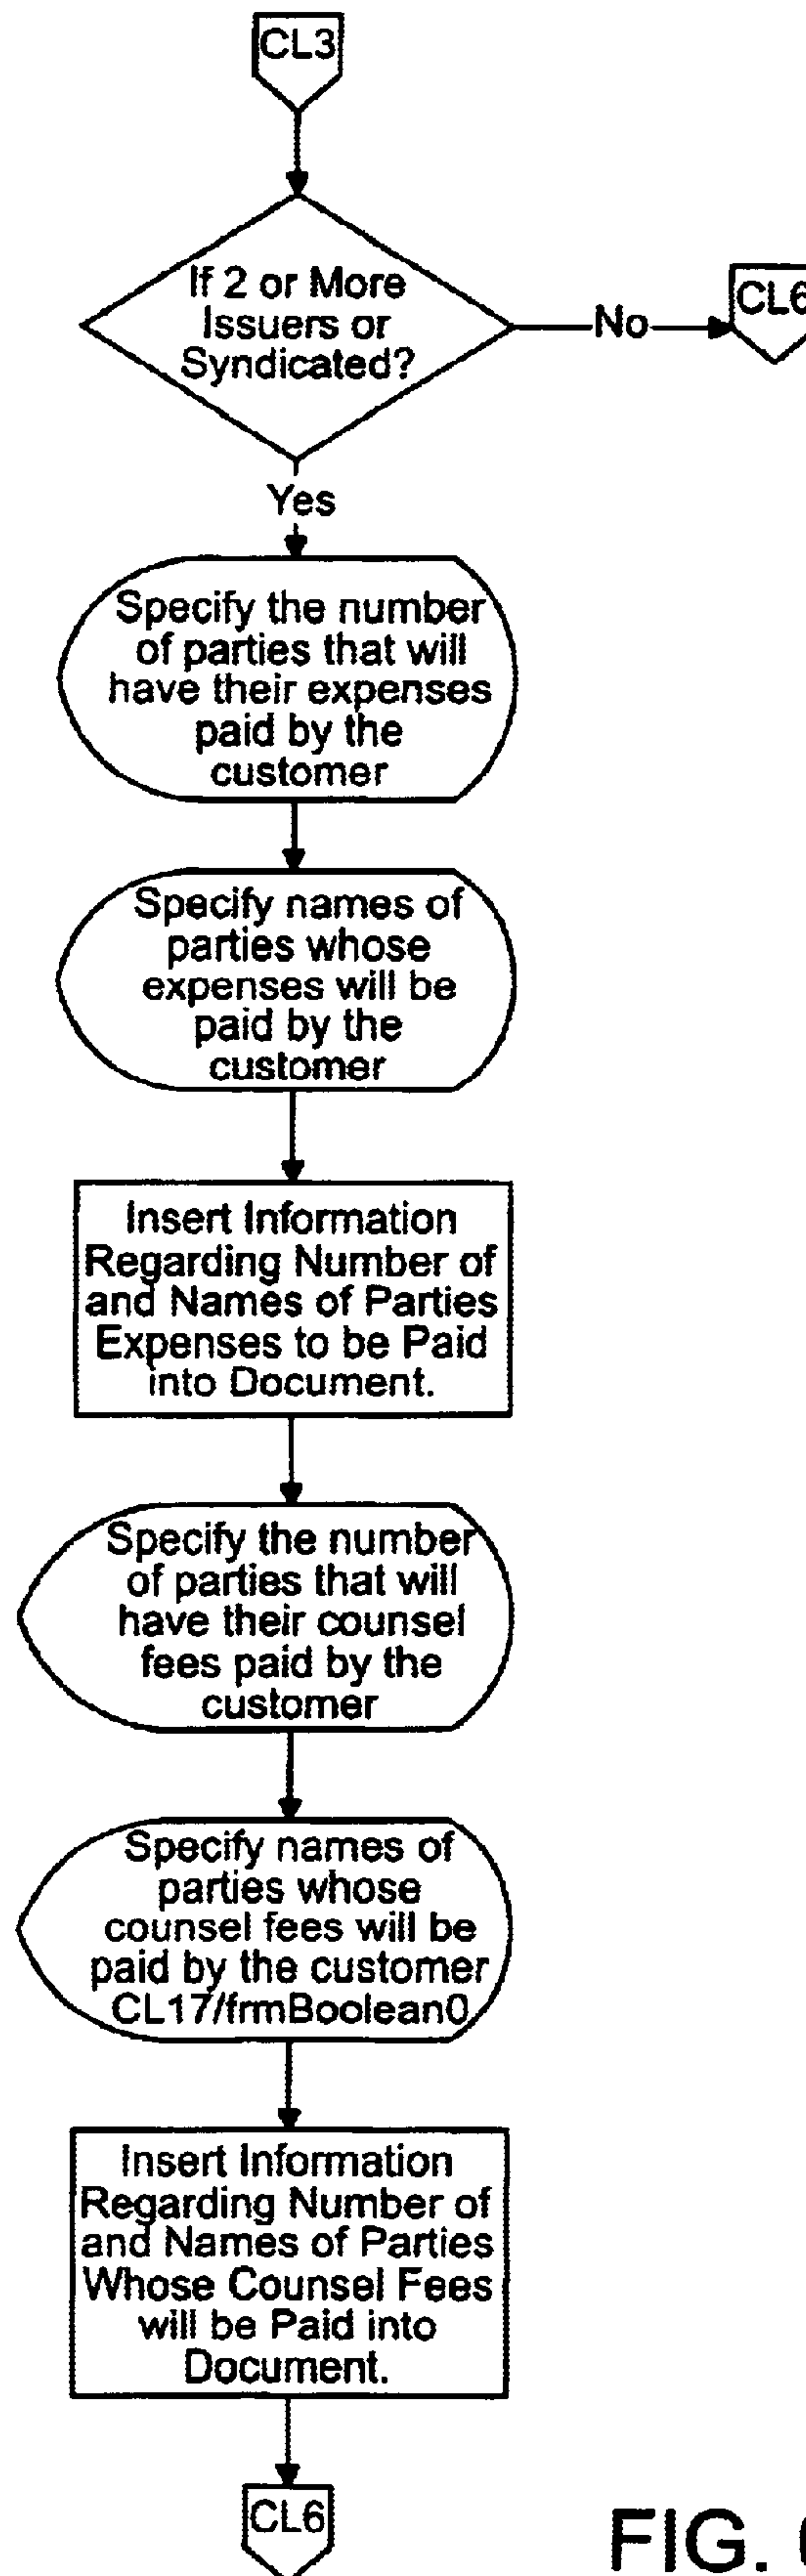 CL3
If 2 or More
Issuers or
Syndicated?
No
CL6
Yes
Specify the number
of parties that will
have their expenses
paid by the
customer
Specify names of
parties whose
expenses will be
paid by the
customer
Insert Information
Regarding Number of
and Names of Parties
Expenses to be Paid
into Document.
Specify the number
of parties that will
have their counsel
fees paid by the
customer
Specify names of
parties whose
counsel fees will be
paid by the customer
CL17/frmBoolean0
Insert Information
Regarding Number of
and Names of Parties
Whose Counsel Fees
will be Paid into
Document.
CL6
FIG.